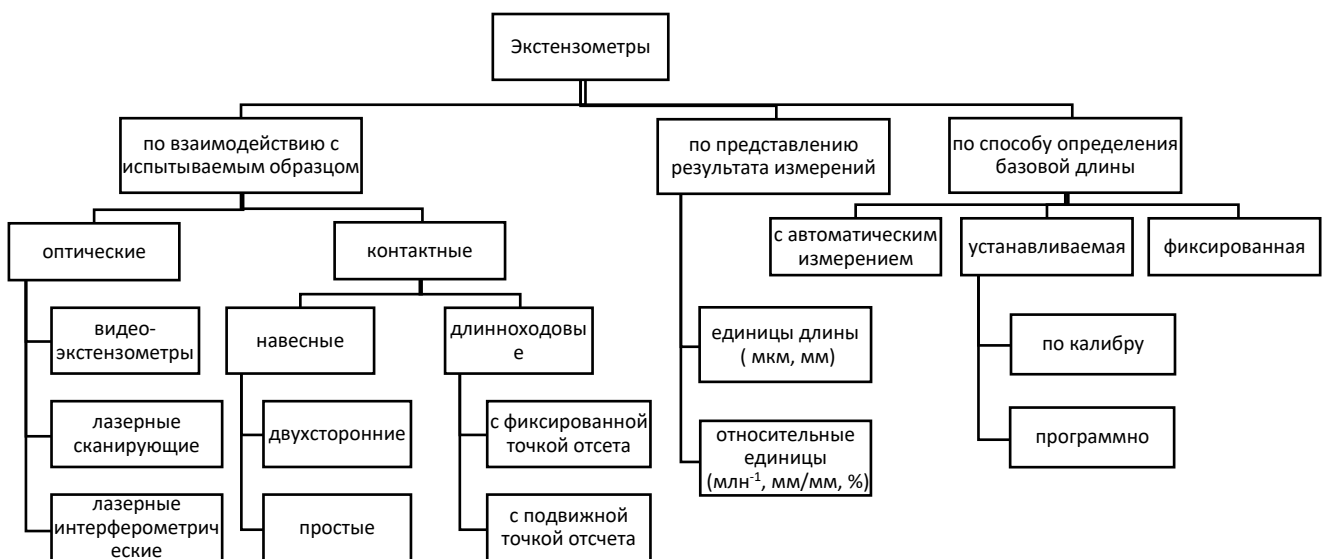 Экстензометры
по взаимодействию с
испытываемым образцом
по представлению
результата измерений
по способу определения
базовой длины
оптические
контактные
с автоматическим
измерением
устанавливаемая
фиксированная
видео-
экстензометры
навесные
длинноходовы
е
единицы длины
( мкм, мм)
по калибру
лазерные
сканирующие
двухсторонние
с фиксированной
точкой отсета
относительные
единицы
(млн⁻¹, мм/мм, %)
программно
лазерные
интерферометрич
еские
простые
с подвижной
точкой отсчета